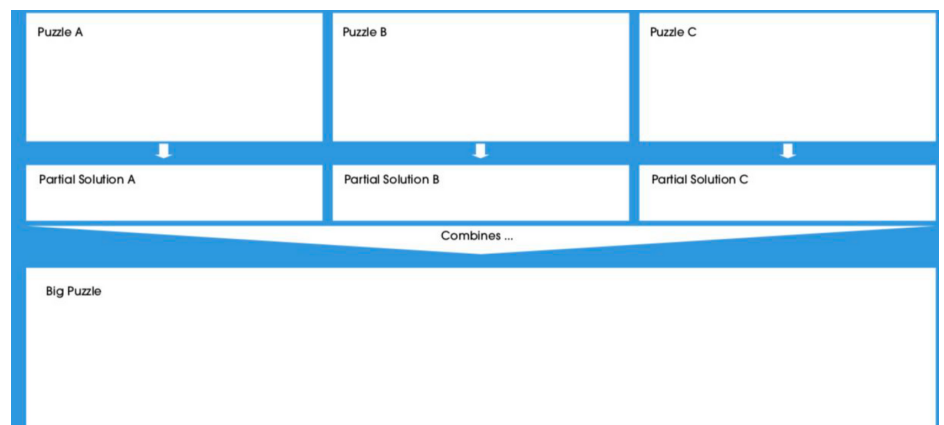 Puzzle A
Puzzle B
Puzzle C
Partial Solution A
Partial Solution B
Partial Solution C
Combines ...
Big Puzzle